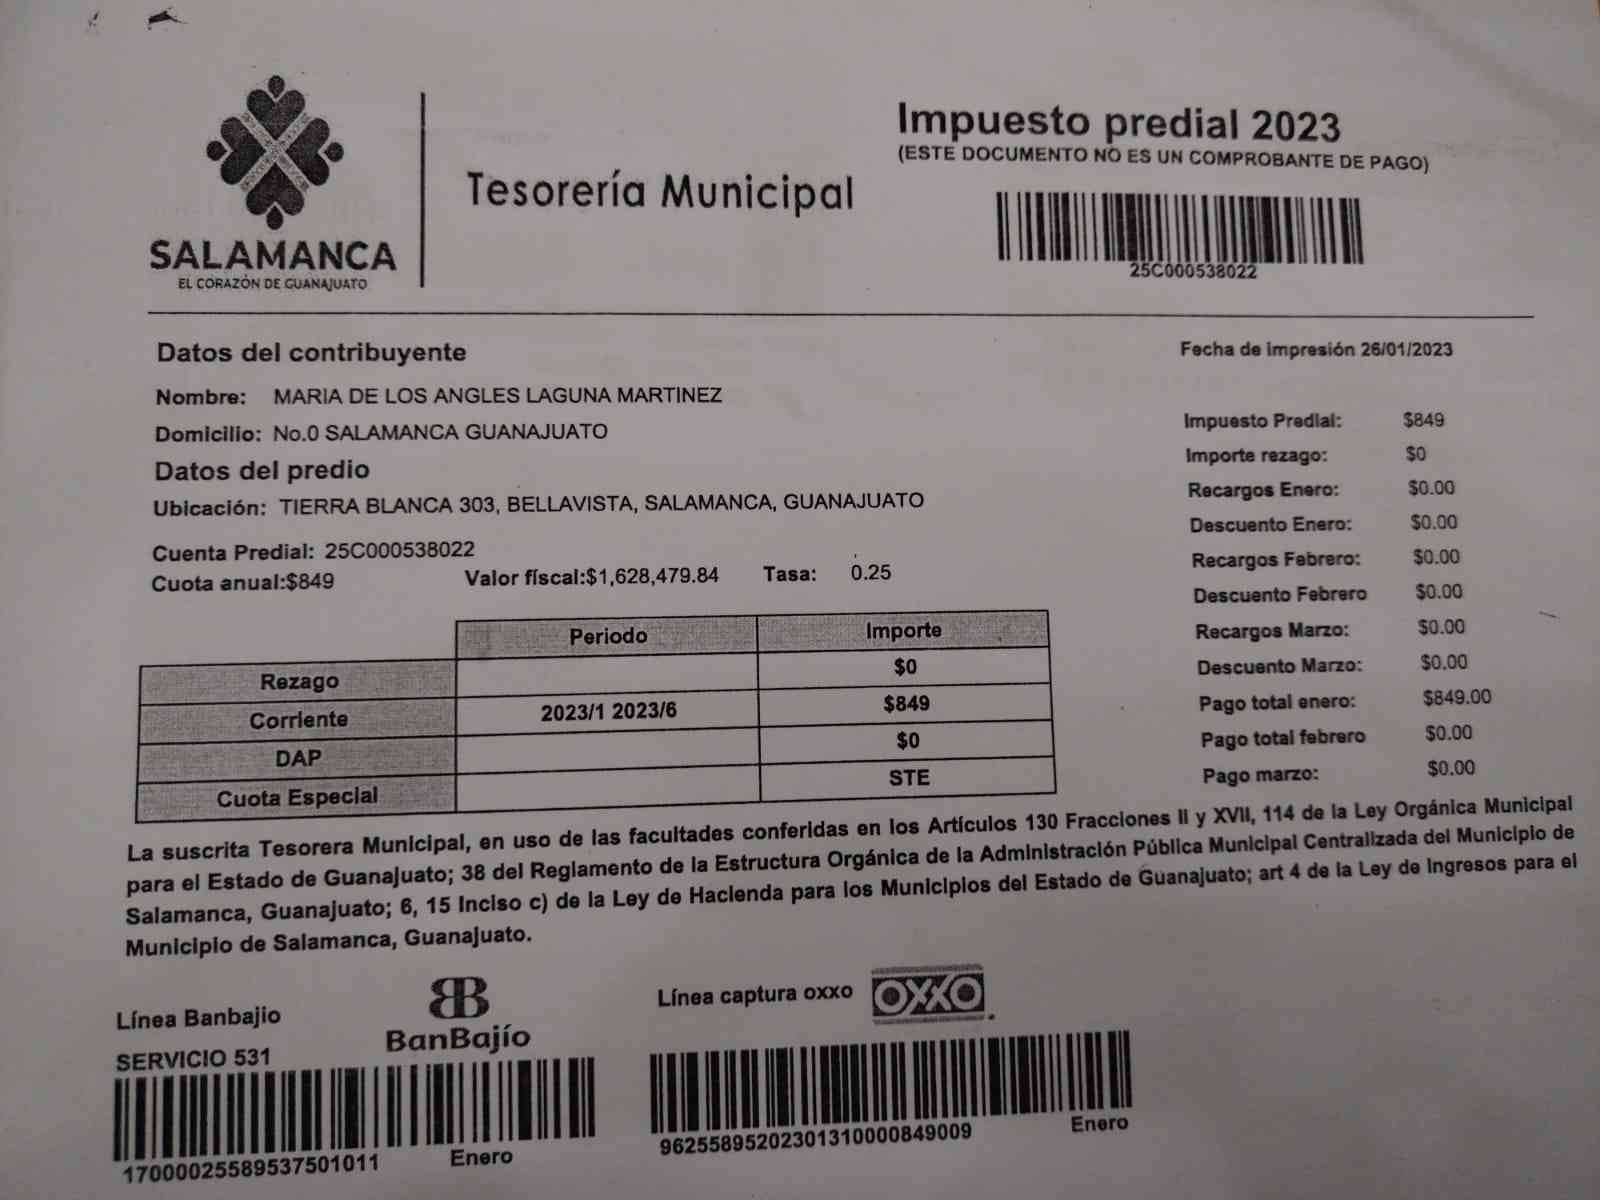 SALAMANCA
EL CORAZÓN DE GUANAJUATO
Tesorería Municipal
Impuesto predial 2023
(ESTE DOCUMENTO NO ES UN COMPROBANTE DE PAGO)
25C000538022
Datos del contribuyente
Fecha de impresión 26/01/2023
Nombre: MARIA DE LOS ANGLES LAGUNA MARTINEZ
Domicilio: No.0 SALAMANCA GUANAJUATO
Datos del predio
Ubicación: TIERRA BLANCA 303, BELLAVISTA, SALAMANCA, GUANAJUATO
Cuenta Predial: 25C000538022
Cuota anual:$849 Valor fiscal:$1,628,479.84 Tasa: 0.25
Impuesto Predial: $849
Importe rezago: $0
Recargos Enero: $0.00
Descuento Enero: $0.00
Recargos Febrero: $0.00
Descuento Febrero $0.00
Recargos Marzo: $0.00
Descuento Marzo: $0.00
Pago total enero: $849.00
Pago total febrero $0.00
Pago marzo: $0.00
Periodo Importe
Rezago $0
Corriente 2023/1 2023/6 $849
DAP $0
Cuota Especial STE
La suscrita Tesorera Municipal, en uso de las facultades conferidas en los Artículos 130 Fracciones II y XVII, 114 de la Ley Orgánica Municipal
para el Estado de Guanajuato; 38 del Reglamento de la Estructura Orgánica de la Administración Pública Municipal Centralizada del Municipio de
Salamanca, Guanajuato; 6, 15 Inciso c) de la Ley de Hacienda para los Municipios del Estado de Guanajuato; art 4 de la Ley de Ingresos para el
Municipio de Salamanca, Guanajuato.
Línea Banbajio
BanBajío
SERVICIO 531
17000025589537501011 Enero
Línea captura oxxo OXXO
96255895202301310000849009 Enero